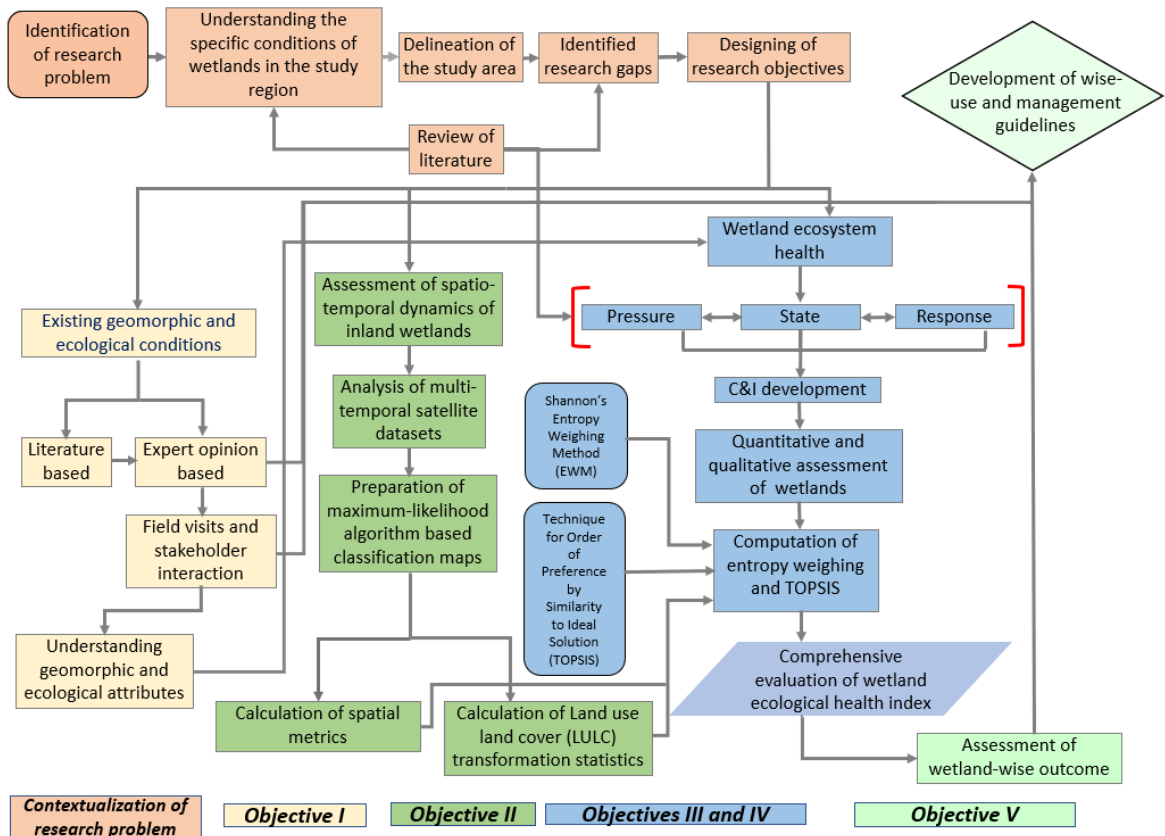 Identification
of research
problem
Understanding the
specific conditions of
wetlands in the study
region
Delineation of
the study area
Identified
research gaps
Designing of
research objectives
Development of wise-
use and management
guidelines
Review of
literature
Wetland ecosystem
health
Assessment of spatio-
temporal dynamics of
inland wetlands
Existing geomorphic and
ecological conditions
Pressure
State
Response
Analysis of multi-
temporal satellite
datasets
C&I development
Shannon's
Entropy
Weighing
Method
(EWM)
Literature
based
Expert opinion
based
Quantitative and
qualitative assessment
of wetlands
Preparation of
maximum-likelihood
algorithm based
classification maps
Field visits and
stakeholder
interaction
Technique for Order
of
Preference
by
Similarity
to Ideal
Solution
(TOPSIS)
Computation of
entropy weighing
and TOPSIS
Understanding
geomorphic and
ecological attributes
Comprehensive
evaluation of wetland
ecological health index
Calculation of spatial
metrics
Calculation of Land use
land cover (LULC)
transformation statistics
Assessment of
wetland-wise outcome
Contextualization of
research problem
Objective I
Objective II
Objectives III and IV
Objective V